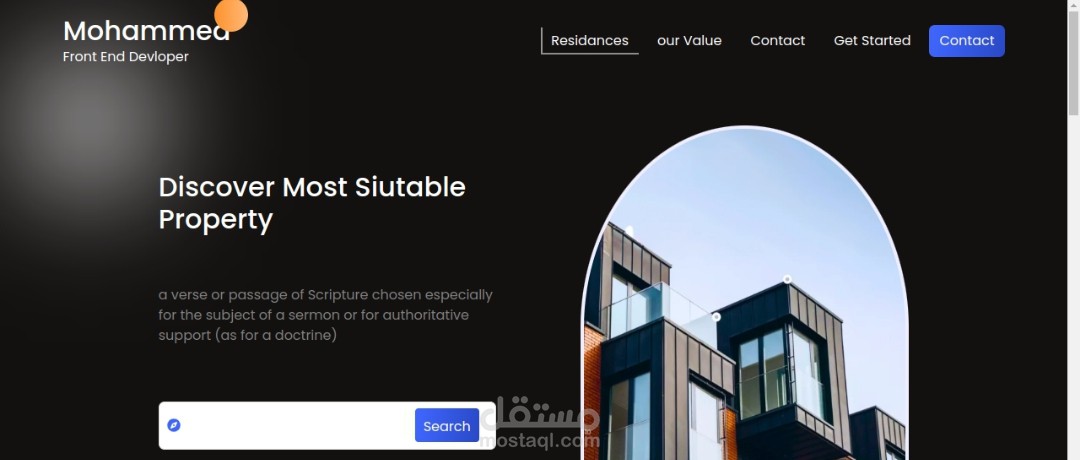 Mohammed
Front End Devloper
Residances
our Value
Contact
Get Started
Contact
Discover Most Siutable
Property
a verse or passage of Scripture chosen especially
for the subject of a sermon or for authoritative
support (as for a doctrine)
Search
مستقل
mostaql.com